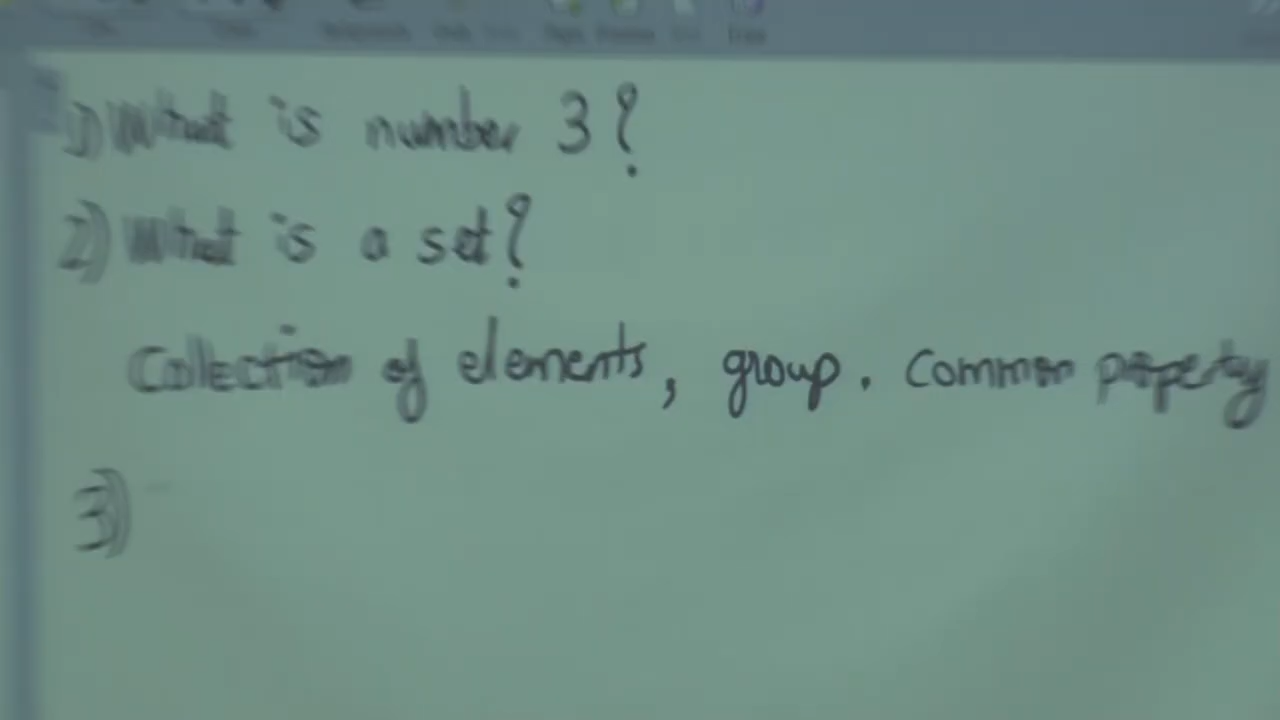 1) What is number 3?
2) What is a set?
Collection of elements, group. Common property
3)